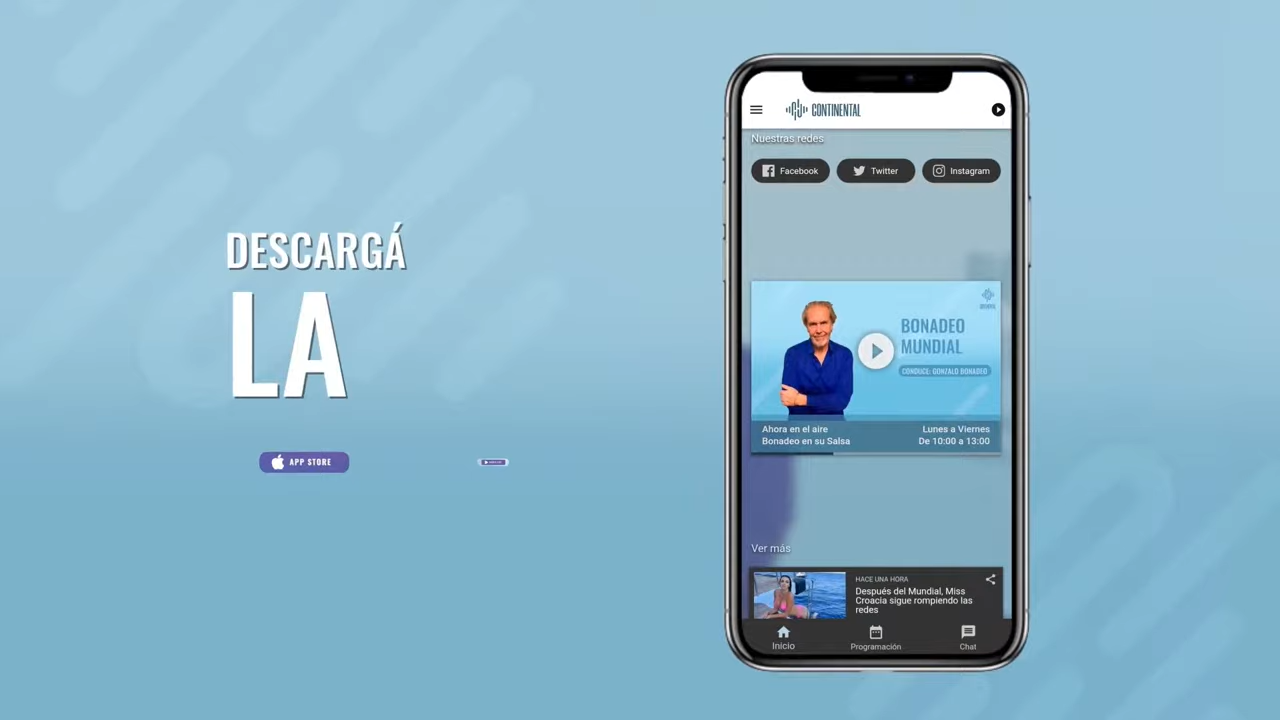 DESCARGÁ
LA
APP STORE
CONTINENTAL
Nuestras redes
Facebook
Twitter
Instagram
BONADEO
MUNDIAL
CONDUCE: GONZALO BONADEO
Ahora en el aire
Bonadeo en su Salsa
Lunes a Viernes
De 10:00 a 13:00
Ver más
HACE UNA HORA
Después del Mundial, Miss
Croacia sigue rompiendo las
redes
Inicio
Programación
Chat